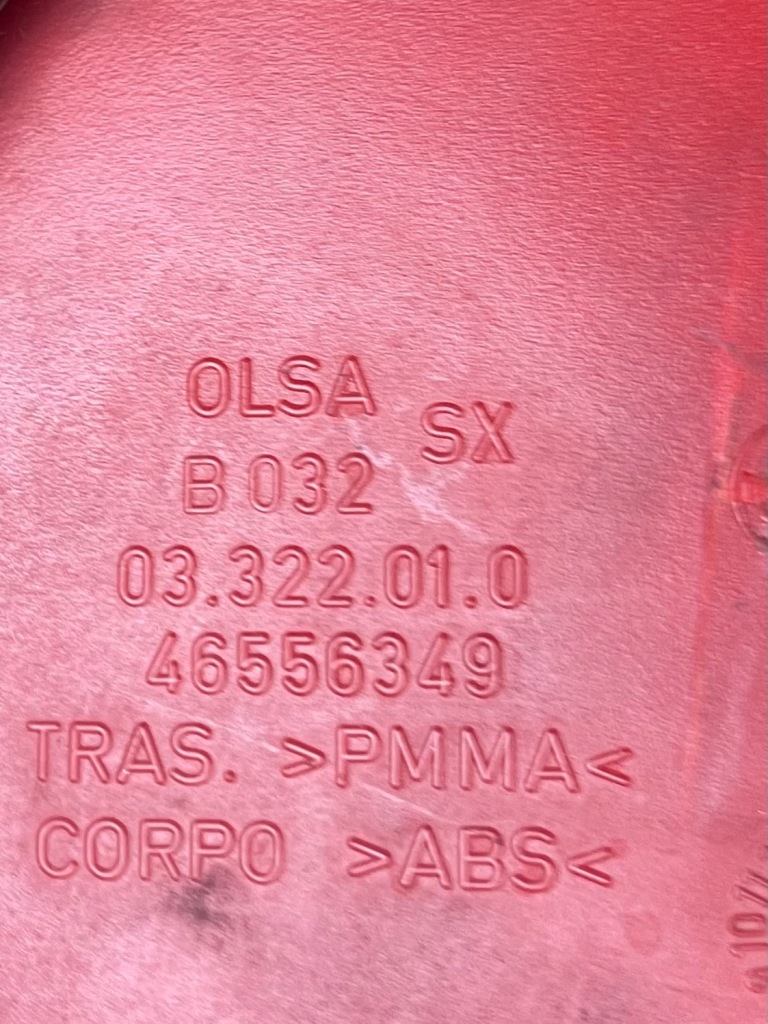 OLSA
SX
B 032
03.322.01.0
46556349
TRAS. >PMMA<
CORPO >ABS<